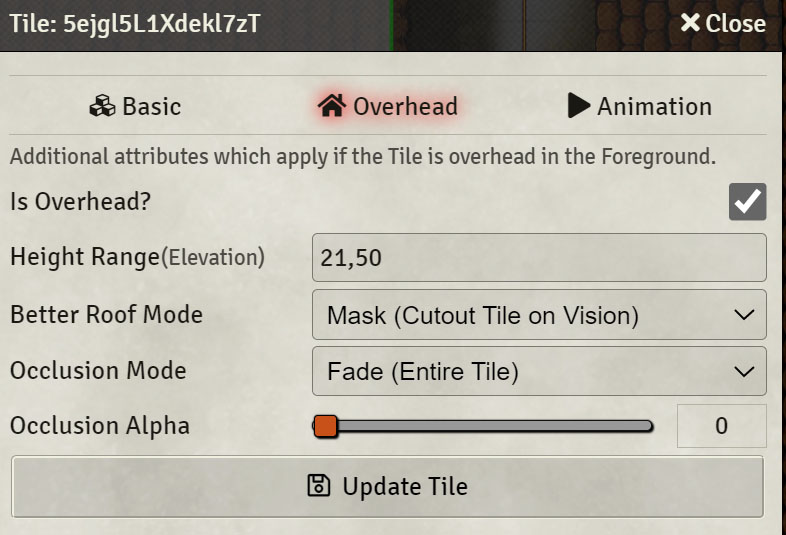 Tile: 5ejgl5L1Xdekl7zT
Close
Basic
Overhead
Animation
Additional attributes which apply if the Tile is overhead in the Foreground.
Is Overhead?
Height Range(Elevation)
21,50
Better Roof Mode
Mask (Cutout Tile on Vision)
Occlusion Mode
Fade (Entire Tile)
Occlusion Alpha
0
Update Tile